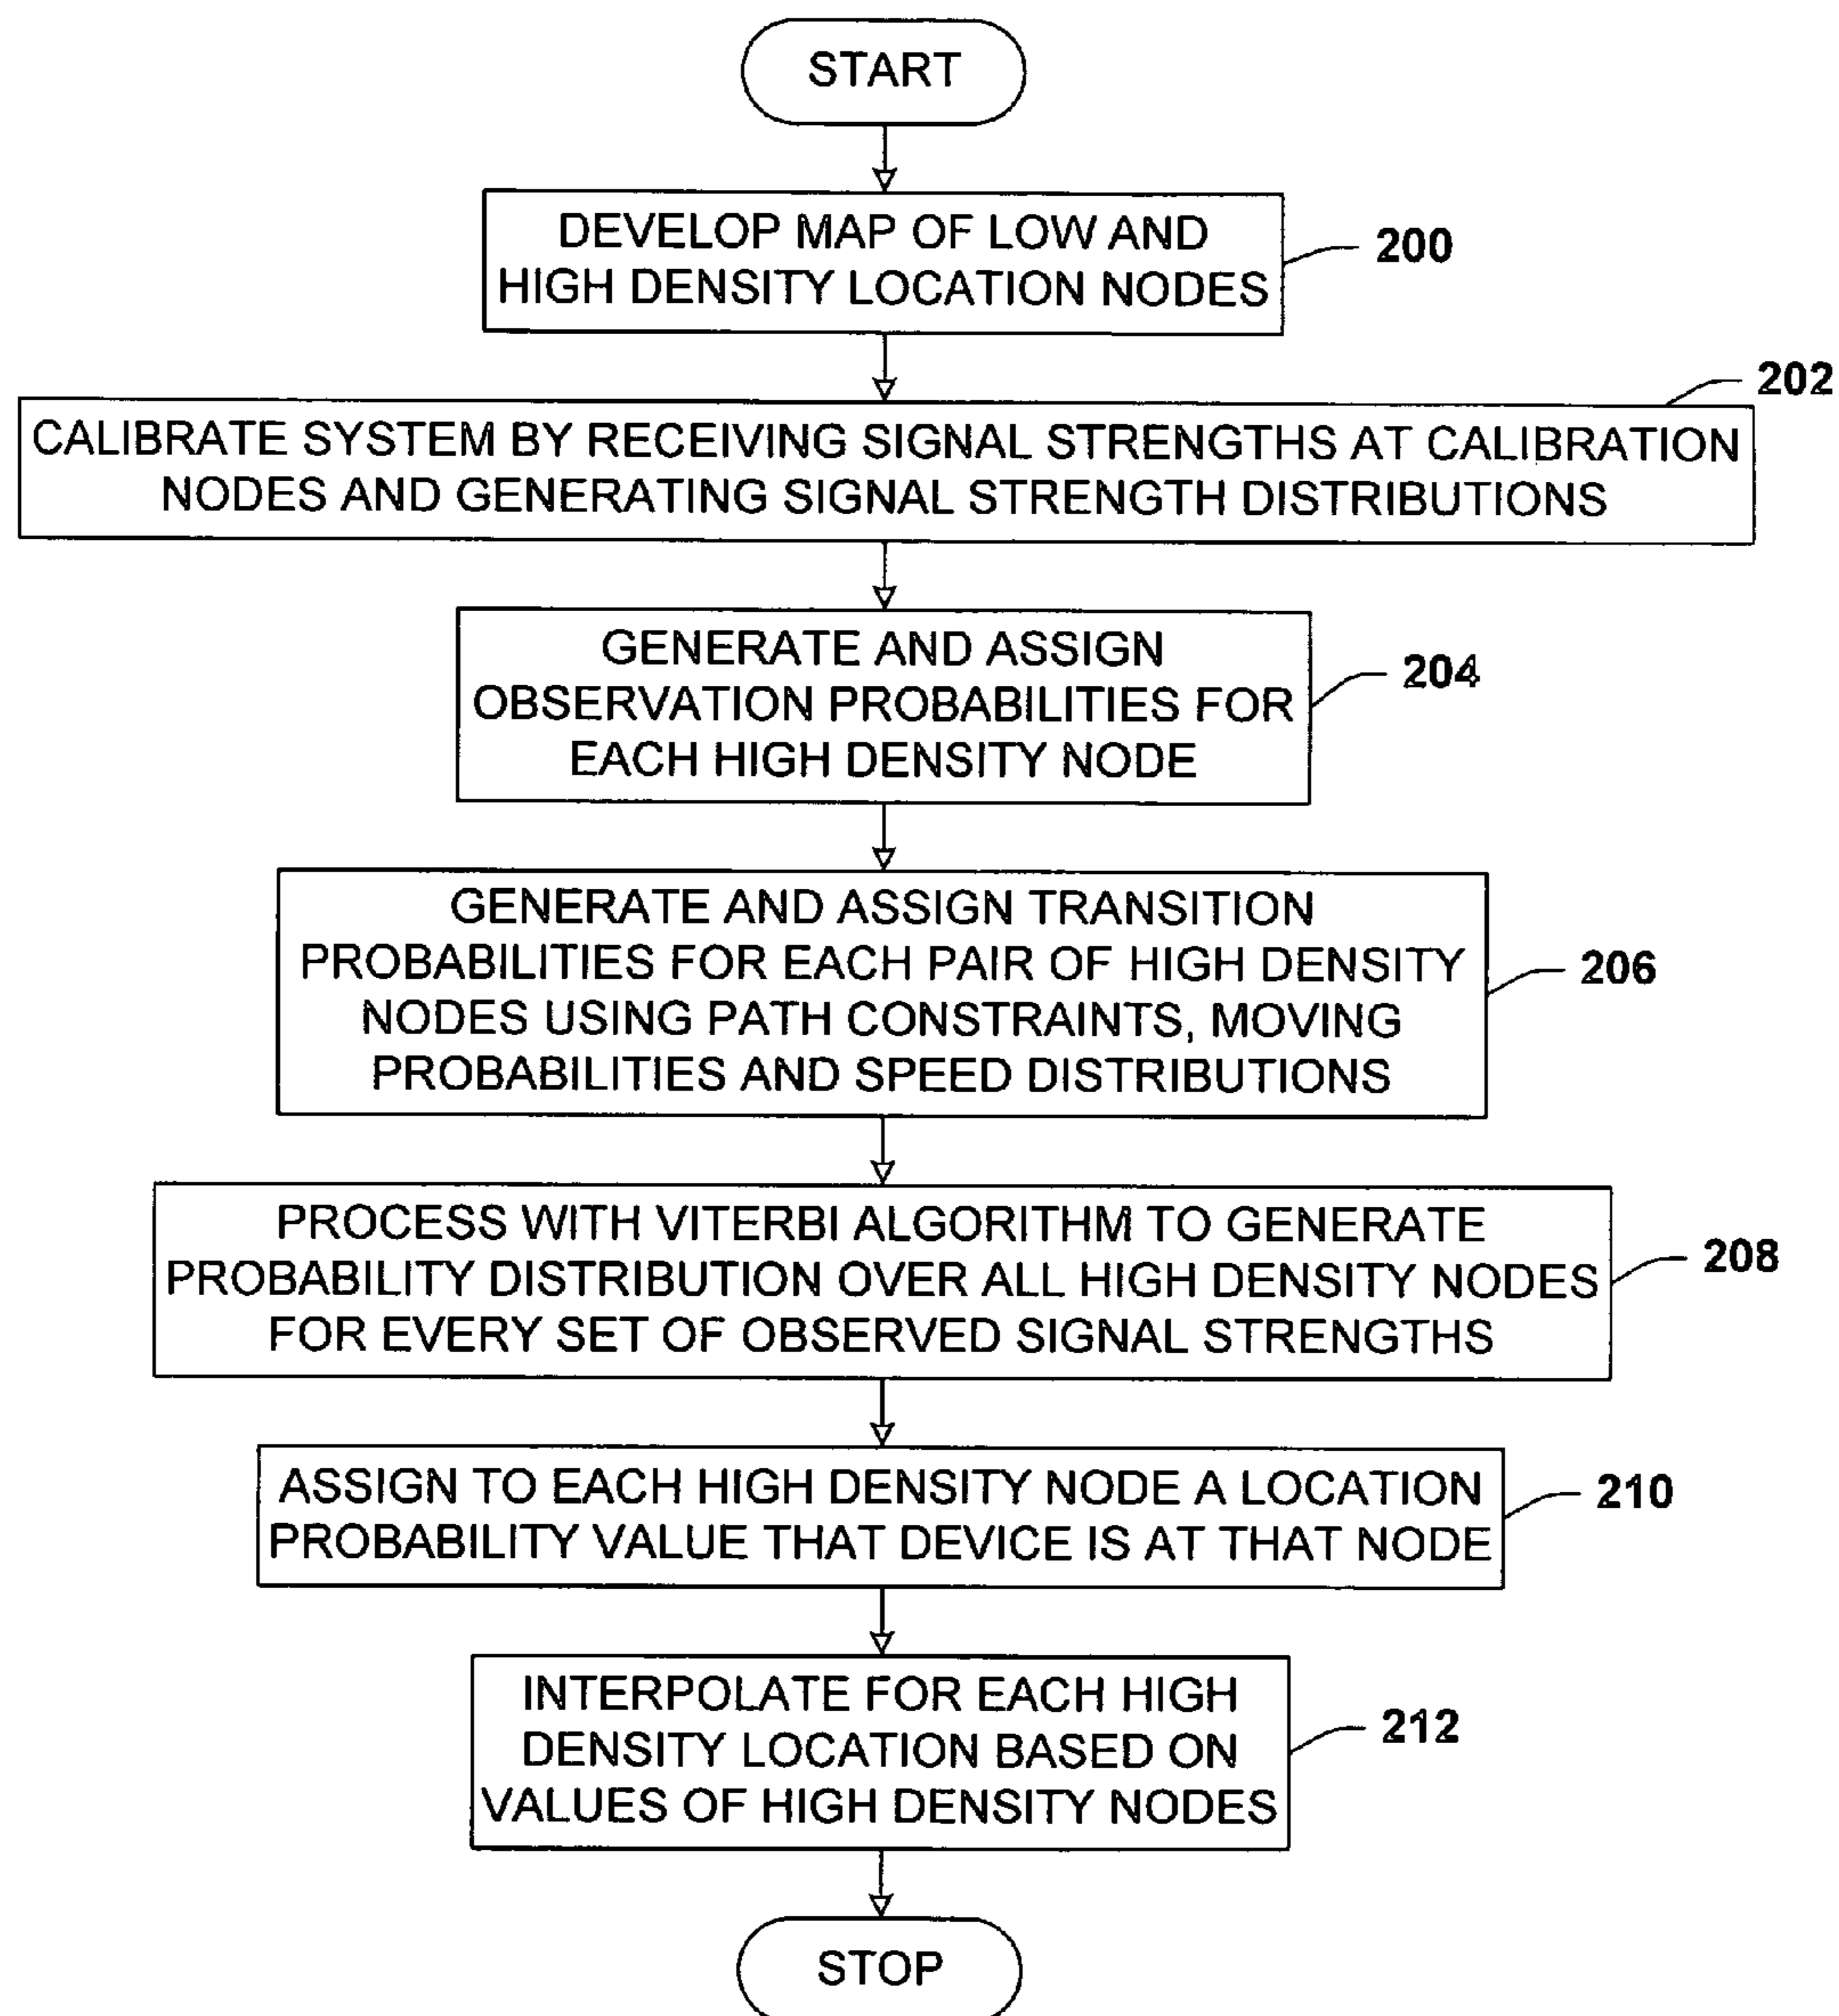 START
DEVELOP MAP OF LOW AND
HIGH DENSITY LOCATION NODES
200
202
CALIBRATE SYSTEM BY RECEIVING SIGNAL STRENGTHS AT CALIBRATION
NODES AND GENERATING SIGNAL STRENGTH DISTRIBUTIONS
GENERATE AND ASSIGN
OBSERVATION PROBABILITIES FOR
EACH HIGH DENSITY NODE
204
GENERATE AND ASSIGN TRANSITION
PROBABILITIES FOR EACH PAIR OF HIGH DENSITY
NODES USING PATH CONSTRAINTS, MOVING
PROBABILITIES AND SPEED DISTRIBUTIONS
206
PROCESS WITH VITERBI ALGORITHM TO GENERATE
PROBABILITY DISTRIBUTION OVER ALL HIGH DENSITY NODES
FOR EVERY SET OF OBSERVED SIGNAL STRENGTHS
208
ASSIGN TO EACH HIGH DENSITY NODE A LOCATION
PROBABILITY VALUE THAT DEVICE IS AT THAT NODE
210
INTERPOLATE FOR EACH HIGH
DENSITY LOCATION BASED ON
VALUES OF HIGH DENSITY NODES
212
STOP